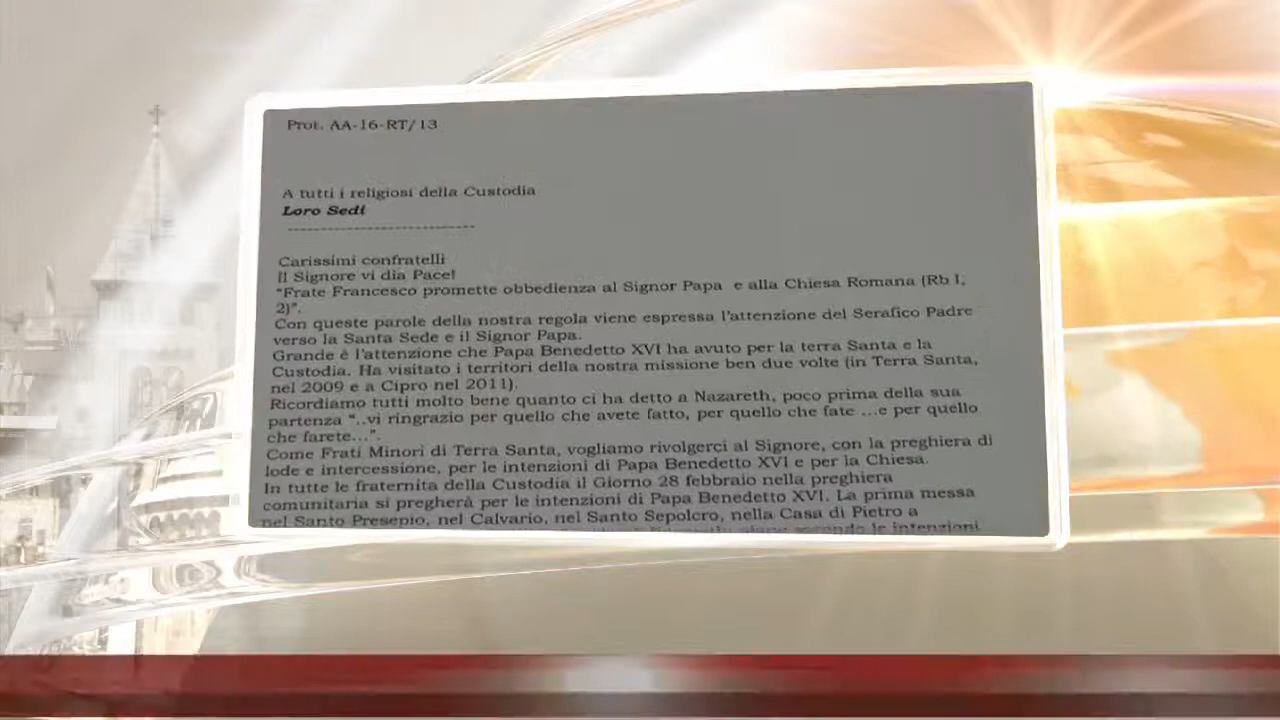 Prot. AA-16-RT/13
A tutti i religiosi della Custodia
Loro Sedi
------------------------------
Carissimi confratelli
Il Signore vi dia Pace!
"Frate Francesco promette obbedienza al Signor Papa e alla Chiesa Romana (Rb I,
2)".
Con queste parole della nostra regola viene espressa l'attenzione del Serafico Padre
verso la Santa Sede e il Signor Papa.
Grande è l'attenzione che Papa Benedetto XVI ha avuto per la terra Santa e la
Custodia. Ha visitato i territori della nostra missione ben due volte (in Terra Santa,
nel 2009 e a Cipro nel 2011).
Ricordiamo tutti molto bene quanto ci ha detto a Nazareth, poco prima della sua
partenza "..vi ringrazio per quello che avete fatto, per quello che fate ...e per quello
che farete...".
Come Frati Minori di Terra Santa, vogliamo rivolgerci al Signore, con la preghiera di
lode e intercessione, per le intenzioni di Papa Benedetto XVI e per la Chiesa.
In tutte le fraternita della Custodia il Giorno 28 febbraio nella preghiera
comunitaria si pregherà per le intenzioni di Papa Benedetto XVI. La prima messa
nel Santo Presepio, nel Calvario, nel Santo Sepolcro, nella Casa di Pietro a
secondo le intenzioni